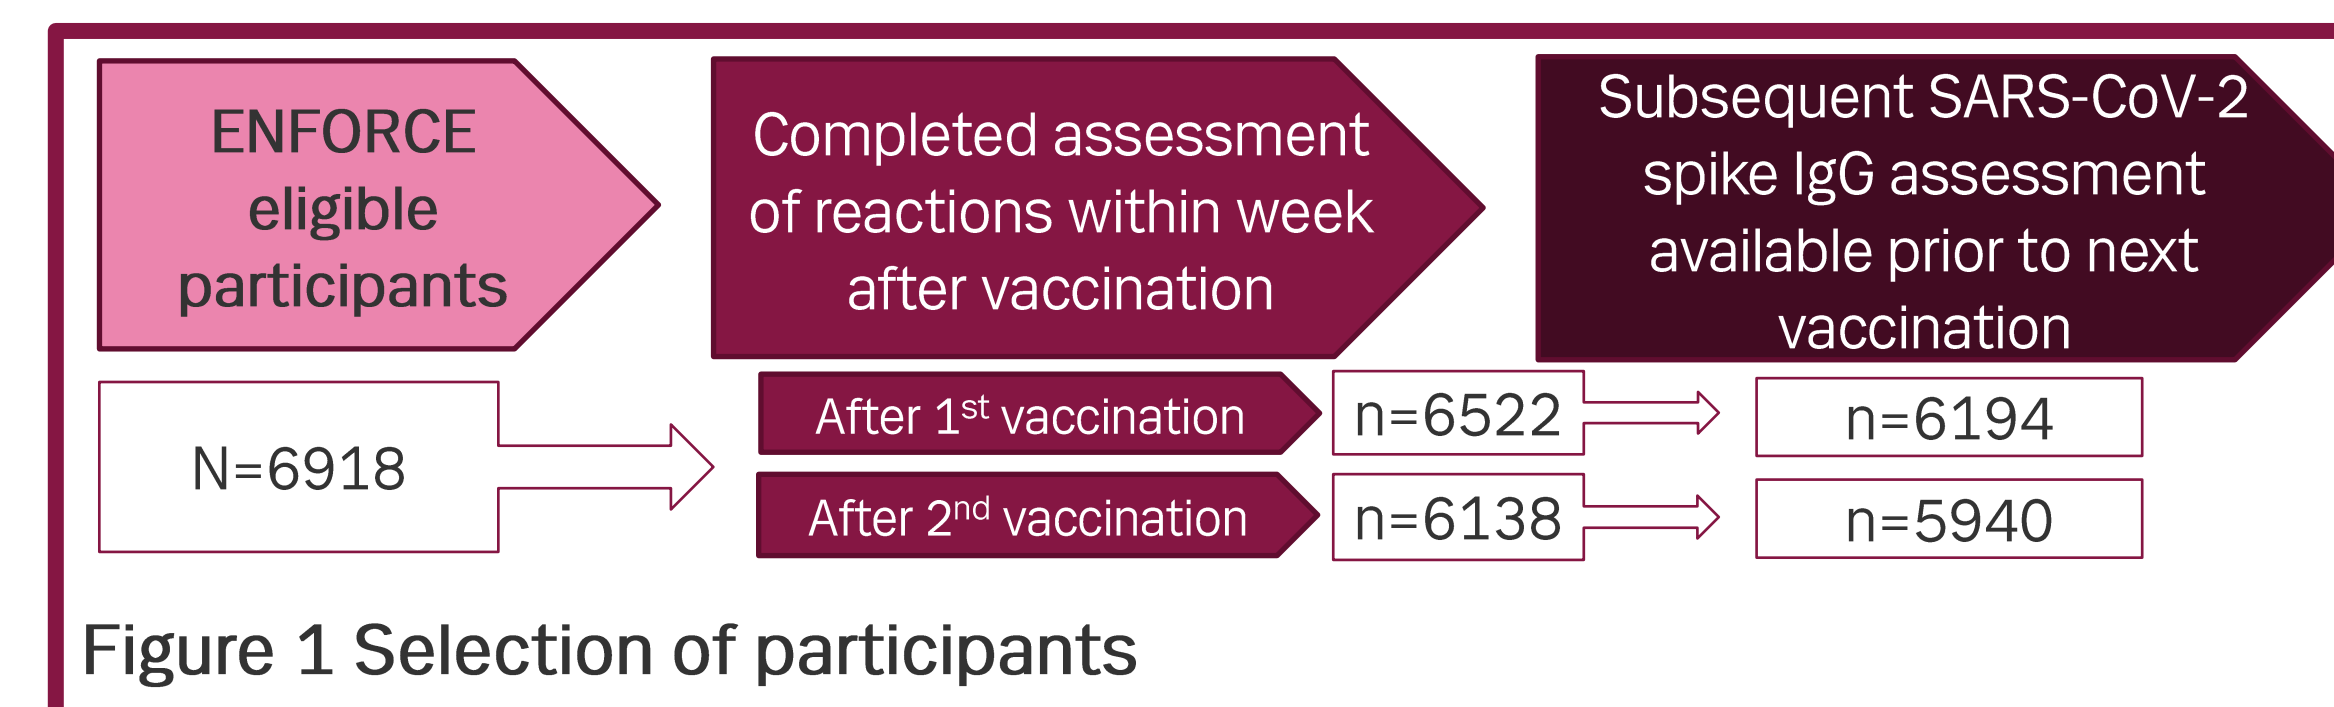 ENFORCE
eligible
participants
Completed assessment
of reactions within week
after vaccination
Subsequent SARS-CoV-2
spike IgG assessment
available prior to next
vaccination
N=6918
After 1st vaccination
n=6522
n=6194
After 2nd vaccination
n=6138
n=5940
Figure 1 Selection of participants